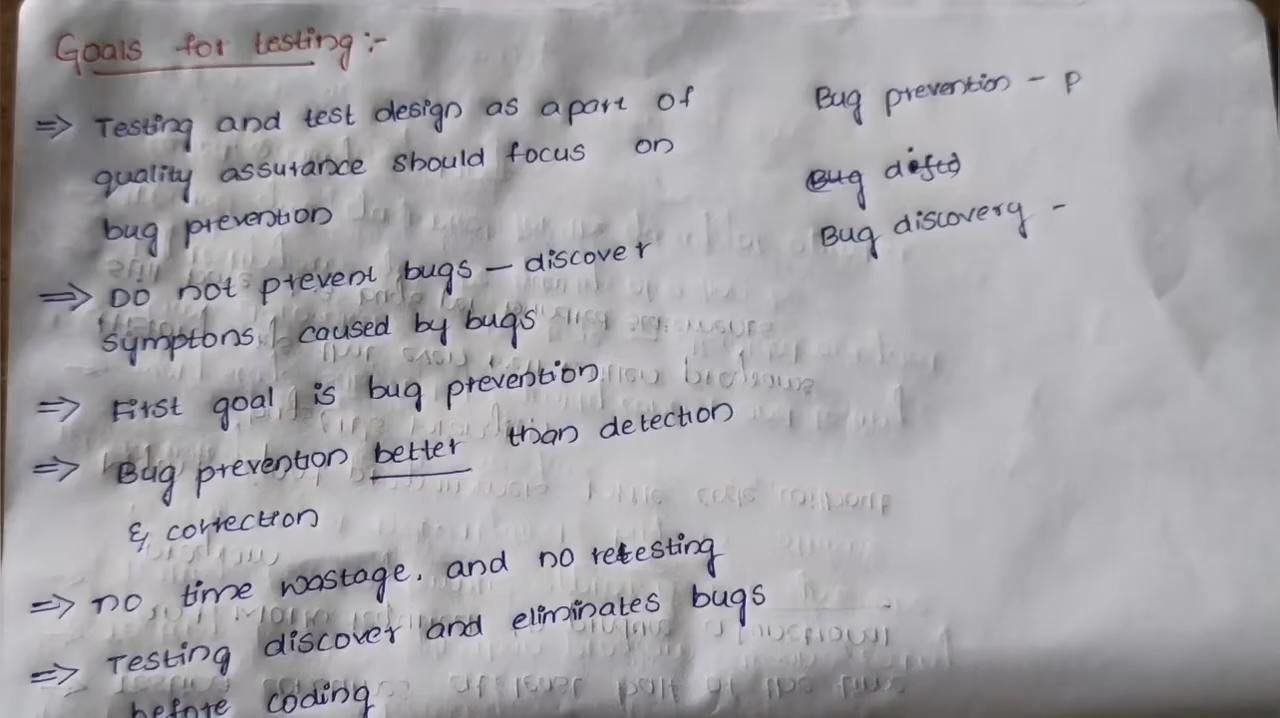 Goals for testing :-
=> Testing and test design as a part of
quality assurance should focus on
bug prevention
=> Do not prevent bugs – discover
symptons caused by bugs
=> First goal is bug prevention
=> Bug prevention better than detection
& correction
=> no time wastage. and no retesting
=> Testing discover and eliminates bugs
before coding
Bug prevention - P
Bug
Bug discovery -